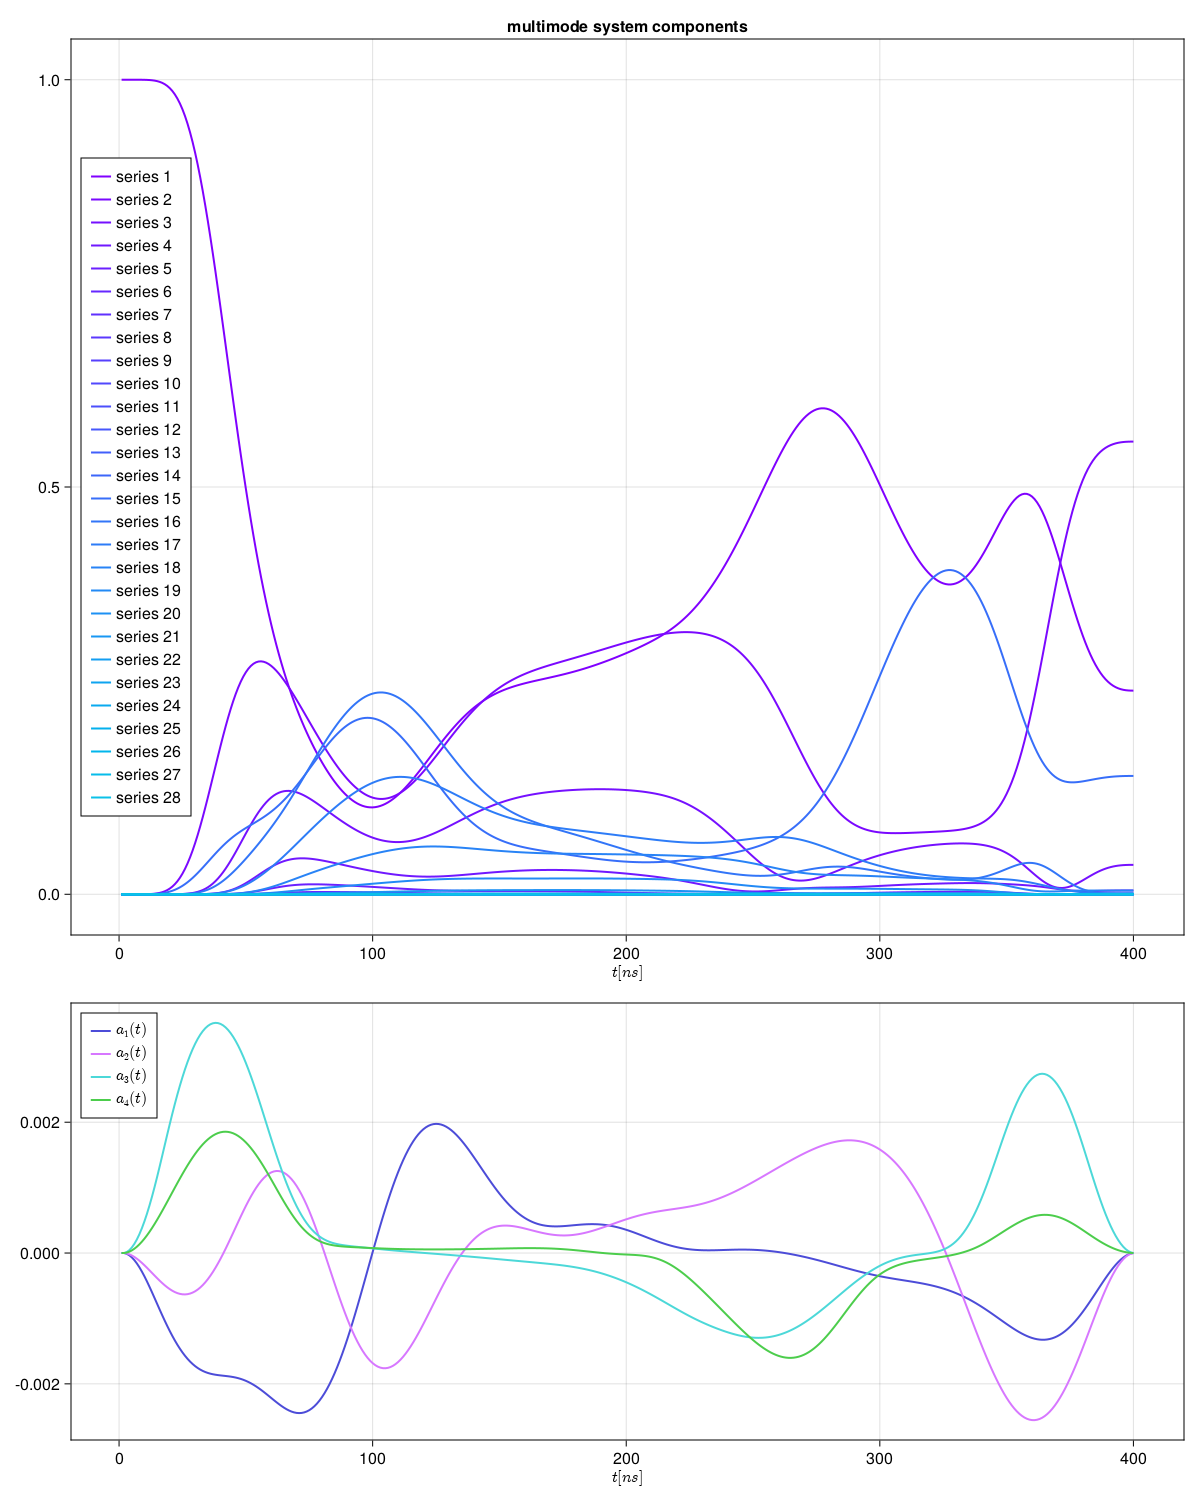 multimode system components
1.0
series 1
series 2
series 3
series 4
series 5
series 6
series 7
series 8
series 9
series 10
series 11
series 12
series 13
series 14
series 15
series 16
series 17
series 18
series 19
series 20
series 21
series 22
series 23
series 24
series 25
series 26
series 27
series 28
0.5
0.0
0 100 200 300 400
t[ns]
a₁(t)
a₂(t)
a₃(t)
a₄(t)
0.002
0.000
-0.002
0 100 200 300 400
t[ns]